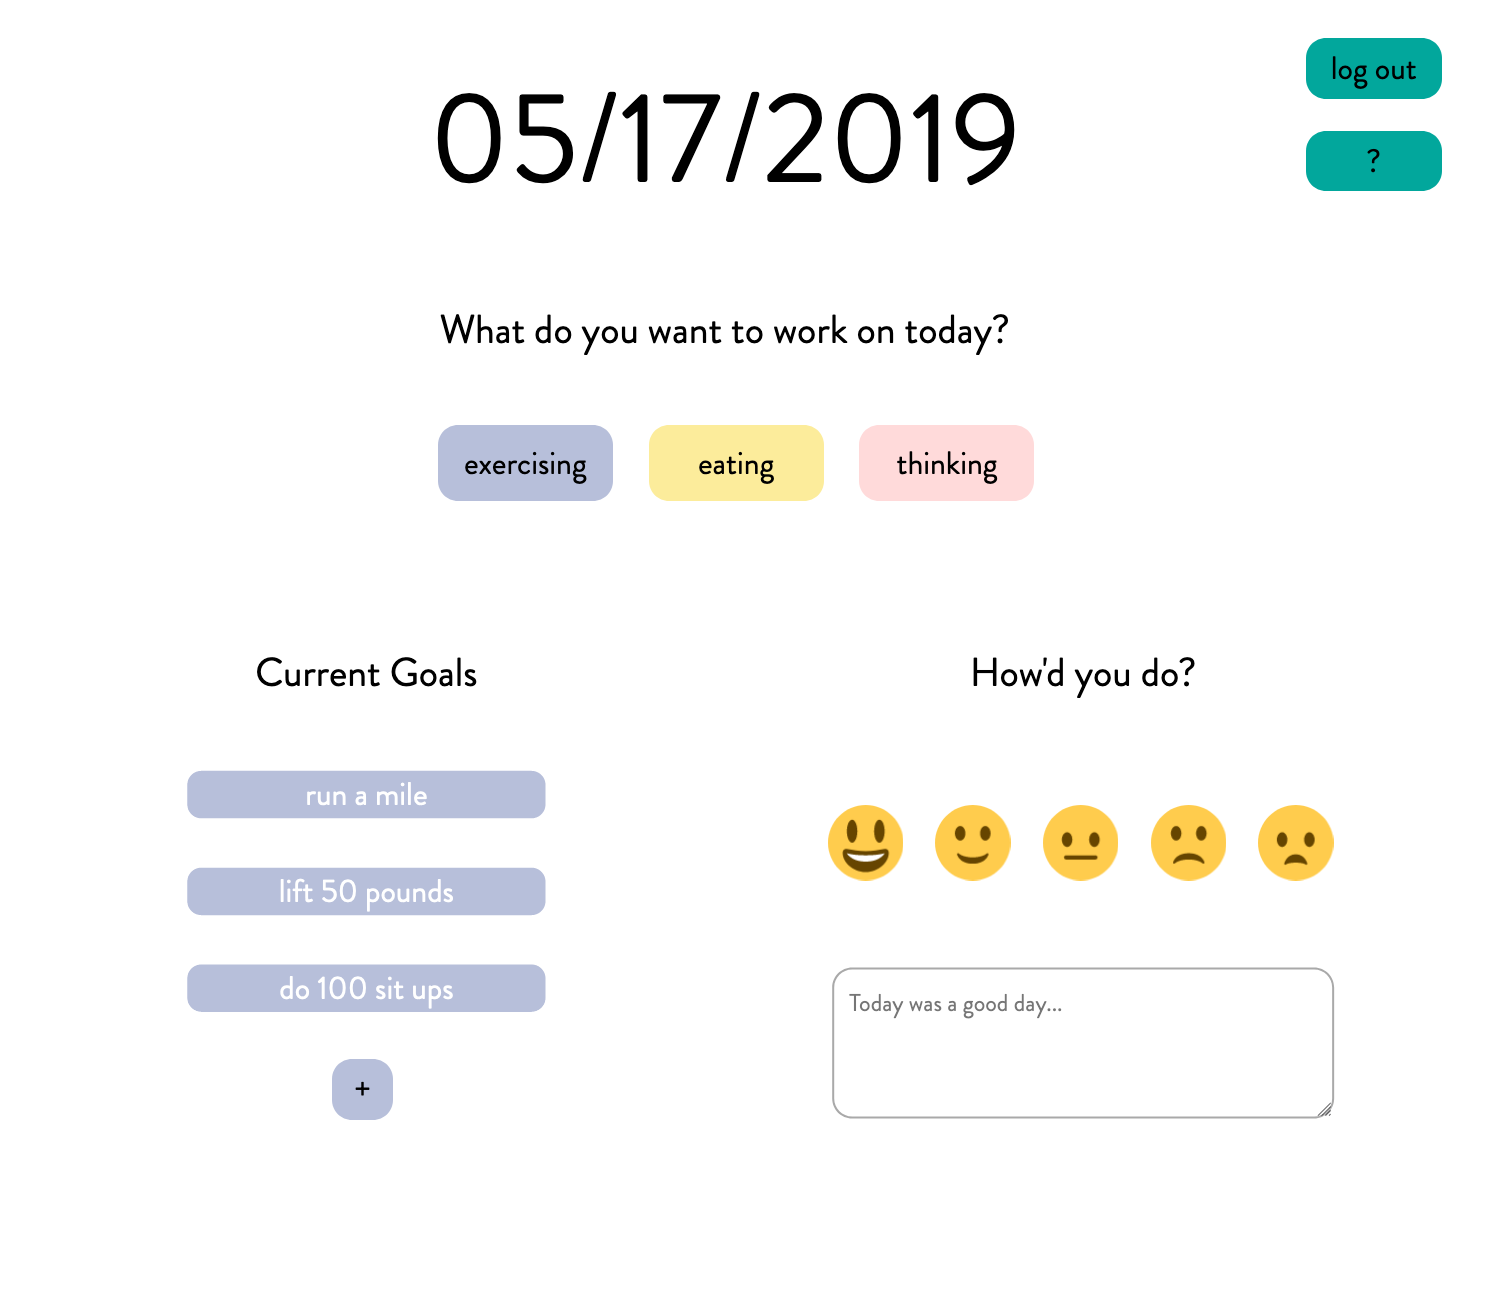 log out
05/17/2019
?
What do you want to work on today?
exercising
eating
thinking
Current Goals
run a mile
lift 50 pounds
do 100 sit ups
+
How'd you do?
Today was a good day...